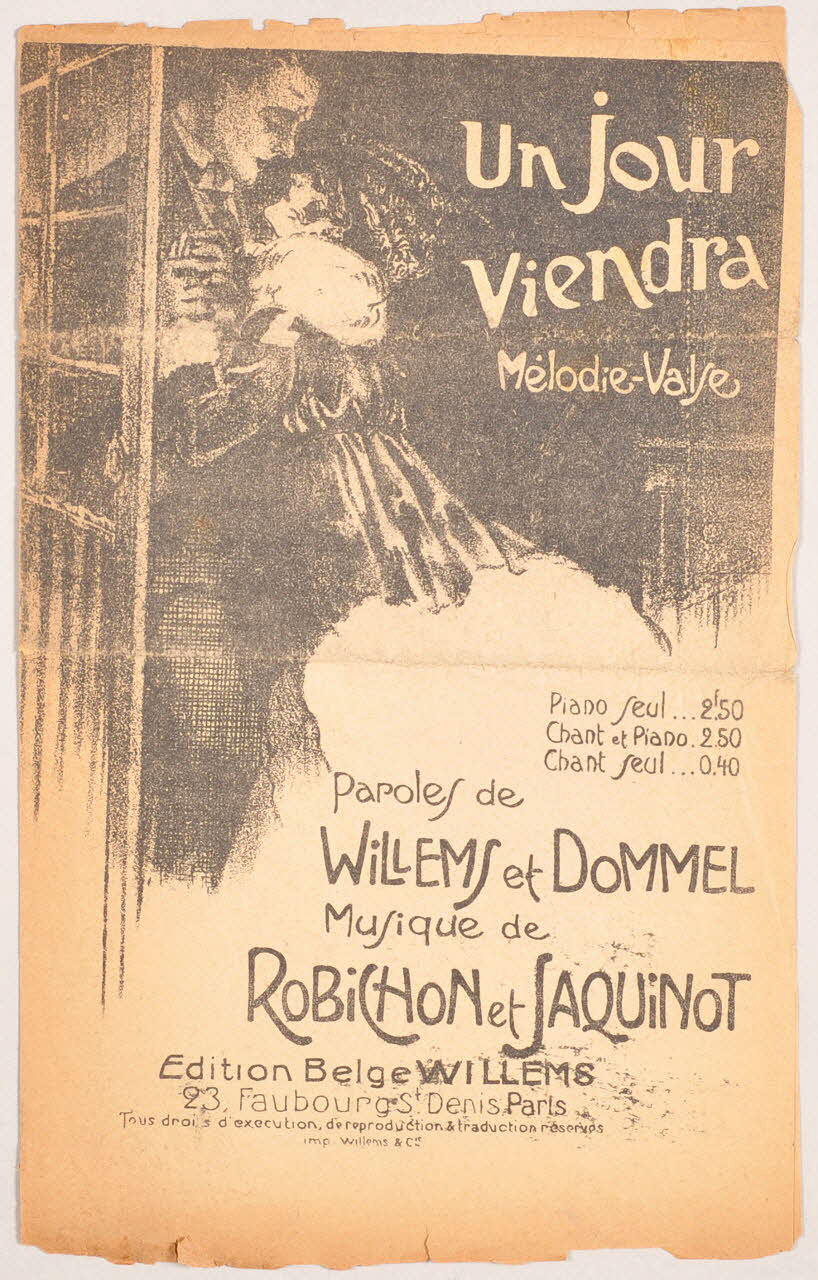 Un jour
Viendra
Mélodie-Valse
Piano seul ... 2f50
Chant et Piano. 2.50
Chant seul ... 0.40
Paroles de
WILLEMS et DOMMEL
Musique de
ROBICHON et JAQUINOT
Edition Belge WILLEMS
23, Faubourg St Denis, Paris
Tous droits d'execution, de reproduction & traduction réservés
imp. Willems & Cie